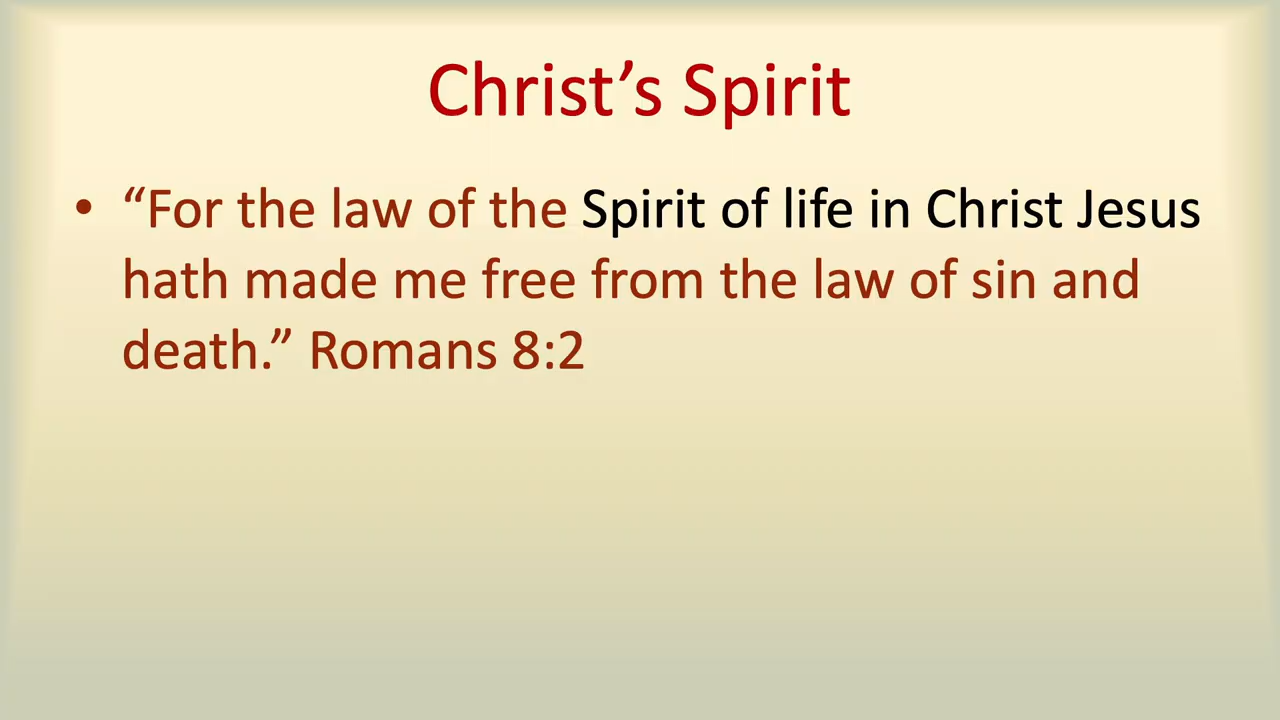 Christ’s Spirit
• “For the law of the Spirit of life in Christ Jesus
hath made me free from the law of sin and
death.” Romans 8:2